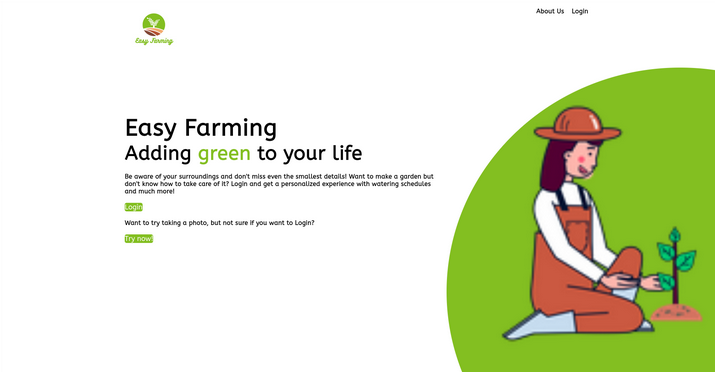 About Us Login
Easy Farming
Easy Farming
Adding green to your life
Be aware of your surroundings and don't miss even the smallest details! Want to make a garden but
don't know how to take care of it? Login and get a personalized experience with watering schedules
and much more!
Login
Want to try taking a photo, but not sure if you want to Login?
Try now!